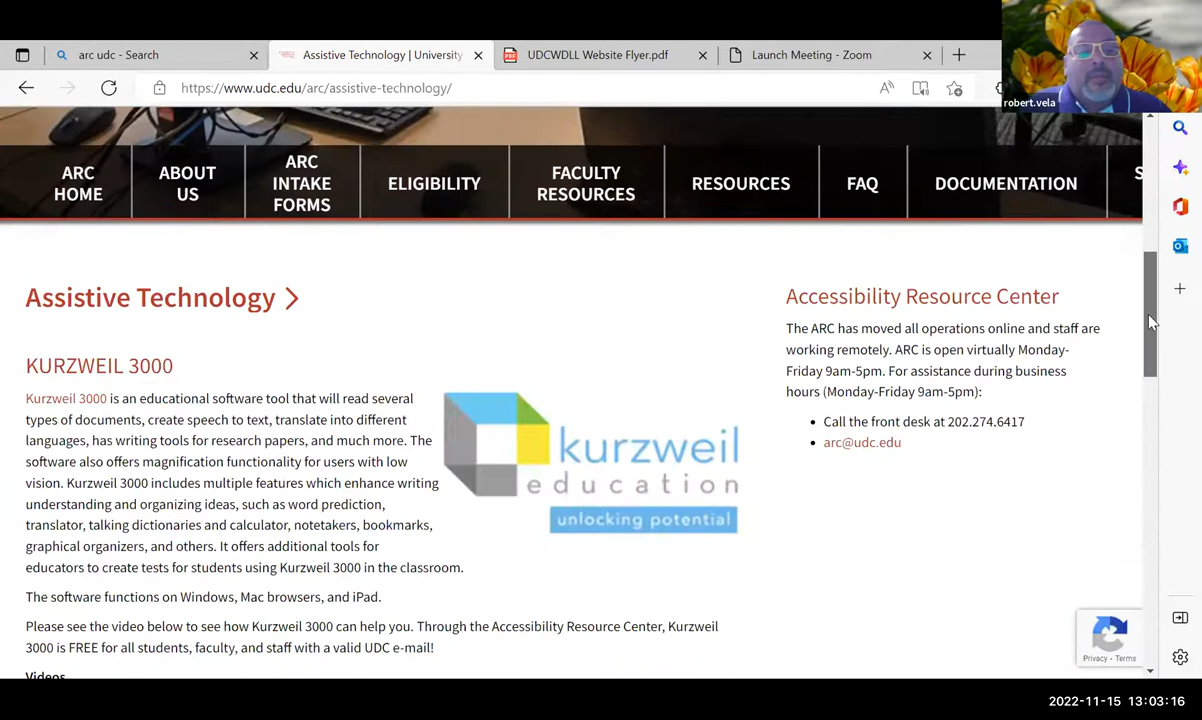 arc udc - Search
Assistive Technology | University
UDCWDLL Website Flyer.pdf
Launch Meeting - Zoom
https://www.udc.edu/arc/assistive-technology/
robert.vela
ARC HOME
ABOUT US
ARC INTAKE FORMS
ELIGIBILITY
FACULTY RESOURCES
RESOURCES
FAQ
DOCUMENTATION
S
Assistive Technology >
KURZWEIL 3000
Kurzweil 3000 is an educational software tool that will read several
types of documents, create speech to text, translate into different
languages, has writing tools for research papers, and much more. The
software also offers magnification functionality for users with low
vision. Kurzweil 3000 includes multiple features which enhance writing
understanding and organizing ideas, such as word prediction,
translator, talking dictionaries and calculator, notetakers, bookmarks,
graphical organizers, and others. It offers additional tools for
educators to create tests for students using Kurzweil 3000 in the classroom.
The software functions on Windows, Mac browsers, and iPad.
Please see the video below to see how Kurzweil 3000 can help you. Through the Accessibility Resource Center, Kurzweil
3000 is FREE for all students, faculty, and staff with a valid UDC e-mail!
Videos
kurzweil
education
unlocking potential
Accessibility Resource Center
The ARC has moved all operations online and staff are
working remotely. ARC is open virtually Monday-
Friday 9am-5pm. For assistance during business
hours (Monday-Friday 9am-5pm):
• Call the front desk at 202.274.6417
• arc@udc.edu
Privacy - Terms
2022-11-15 13:03:16